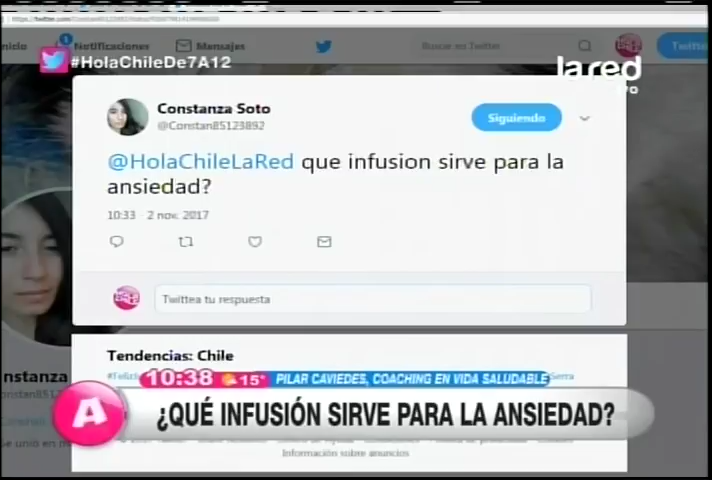 Notificaciones
Mensajes
Busca en Twitter
#HolaChileDe7A12
la red
Constanza Soto
@Constan85123892
Siguiendo
@HolaChileLaRed que infusion sirve para la
ansiedad?
10:33 - 2 nov. 2017
Twittea tu respuesta
Tendencias: Chile
10:38
15°
PILAR CAVIEDES, COACHING EN VIDA SALUDABLE
A
¿QUÉ INFUSIÓN SIRVE PARA LA ANSIEDAD?
Información sobre anuncios